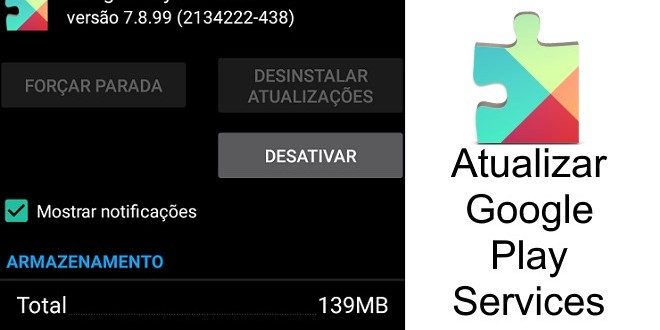 versão 7.8.99 (2134222-438)
FORÇAR PARADA
DESINSTALAR
ATUALIZAÇÕES
DESATIVAR
Mostrar notificações
ARMAZENAMENTO
Total 139MB
Atualizar
Google
Play
Services